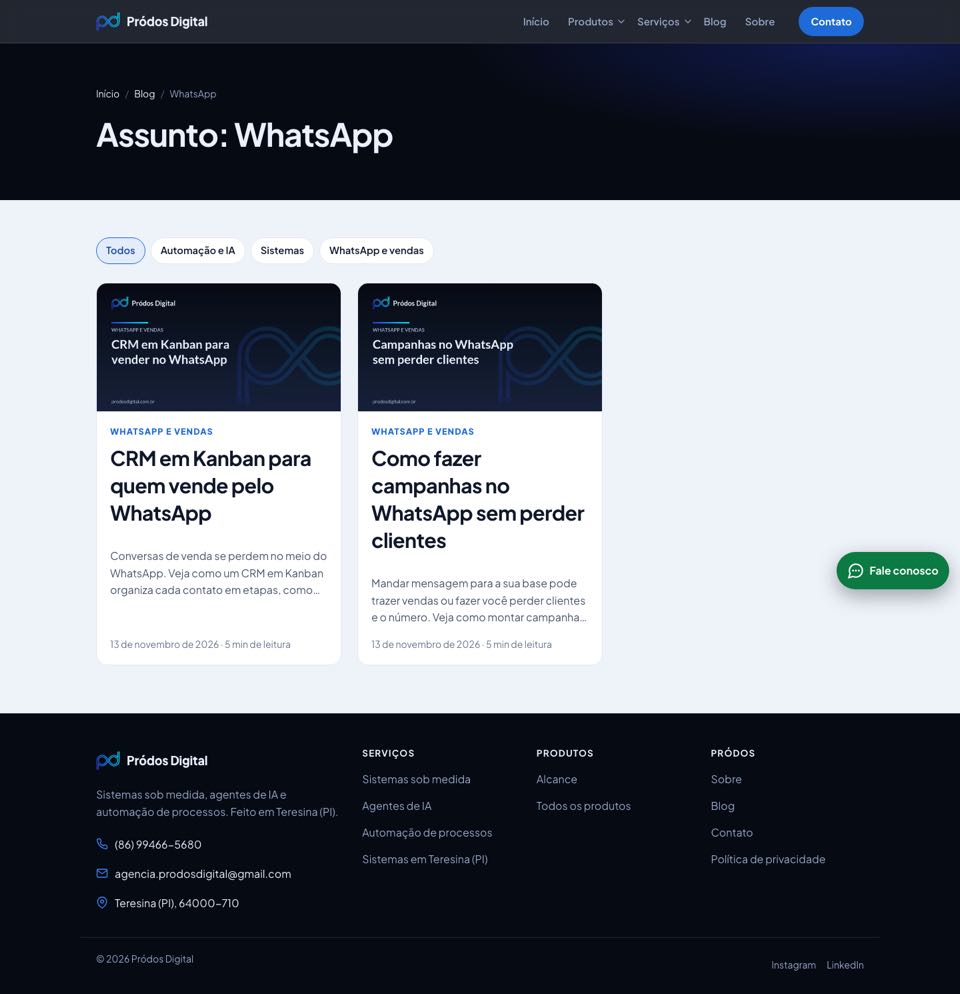 Pródos Digital
Início
Produtos
Serviços
Blog
Sobre
Contato
Início / Blog / WhatsApp
Assunto: WhatsApp
Todos
Automação e IA
Sistemas
WhatsApp e vendas
Pródos Digital
WHATSAPP E VENDAS
CRM em Kanban para
vender no WhatsApp
prodosdigital.com.br
WHATSAPP E VENDAS
CRM em Kanban para
quem vende pelo
WhatsApp
Conversas de venda se perdem no meio do
WhatsApp. Veja como um CRM em Kanban
organiza cada contato em etapas, como...
13 de novembro de 2026 · 5 min de leitura
Pródos Digital
WHATSAPP E VENDAS
Campanhas no WhatsApp
sem perder clientes
prodosdigital.com.br
WHATSAPP E VENDAS
Como fazer
campanhas no
WhatsApp sem perder
clientes
Mandar mensagem para a sua base pode
trazer vendas ou fazer você perder clientes
e o número. Veja como montar campanha...
13 de novembro de 2026 · 5 min de leitura
Fale conosco
Pródos Digital
Sistemas sob medida, agentes de IA e
automação de processos. Feito em Teresina (PI).
(86) 99466-5680
agencia.prodosdigital@gmail.com
Teresina (PI), 64000-710
SERVIÇOS
Sistemas sob medida
Agentes de IA
Automação de processos
Sistemas em Teresina (PI)
PRODUTOS
Alcance
Todos os produtos
PRÓDOS
Sobre
Blog
Contato
Política de privacidade
© 2026 Pródos Digital
Instagram
LinkedIn